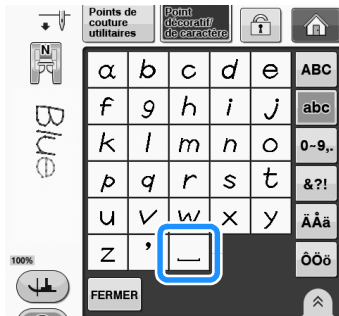 Points de
couture
utilitaires
Point
décoratif/
de caractère
N
Blue
a b c d e ABC
f g h i j abc
k l m n o 0~9,.
p q r s t &?!
u v w x y ÄÅä
z ’ ⎵ ÔÖö
100%
FERMER